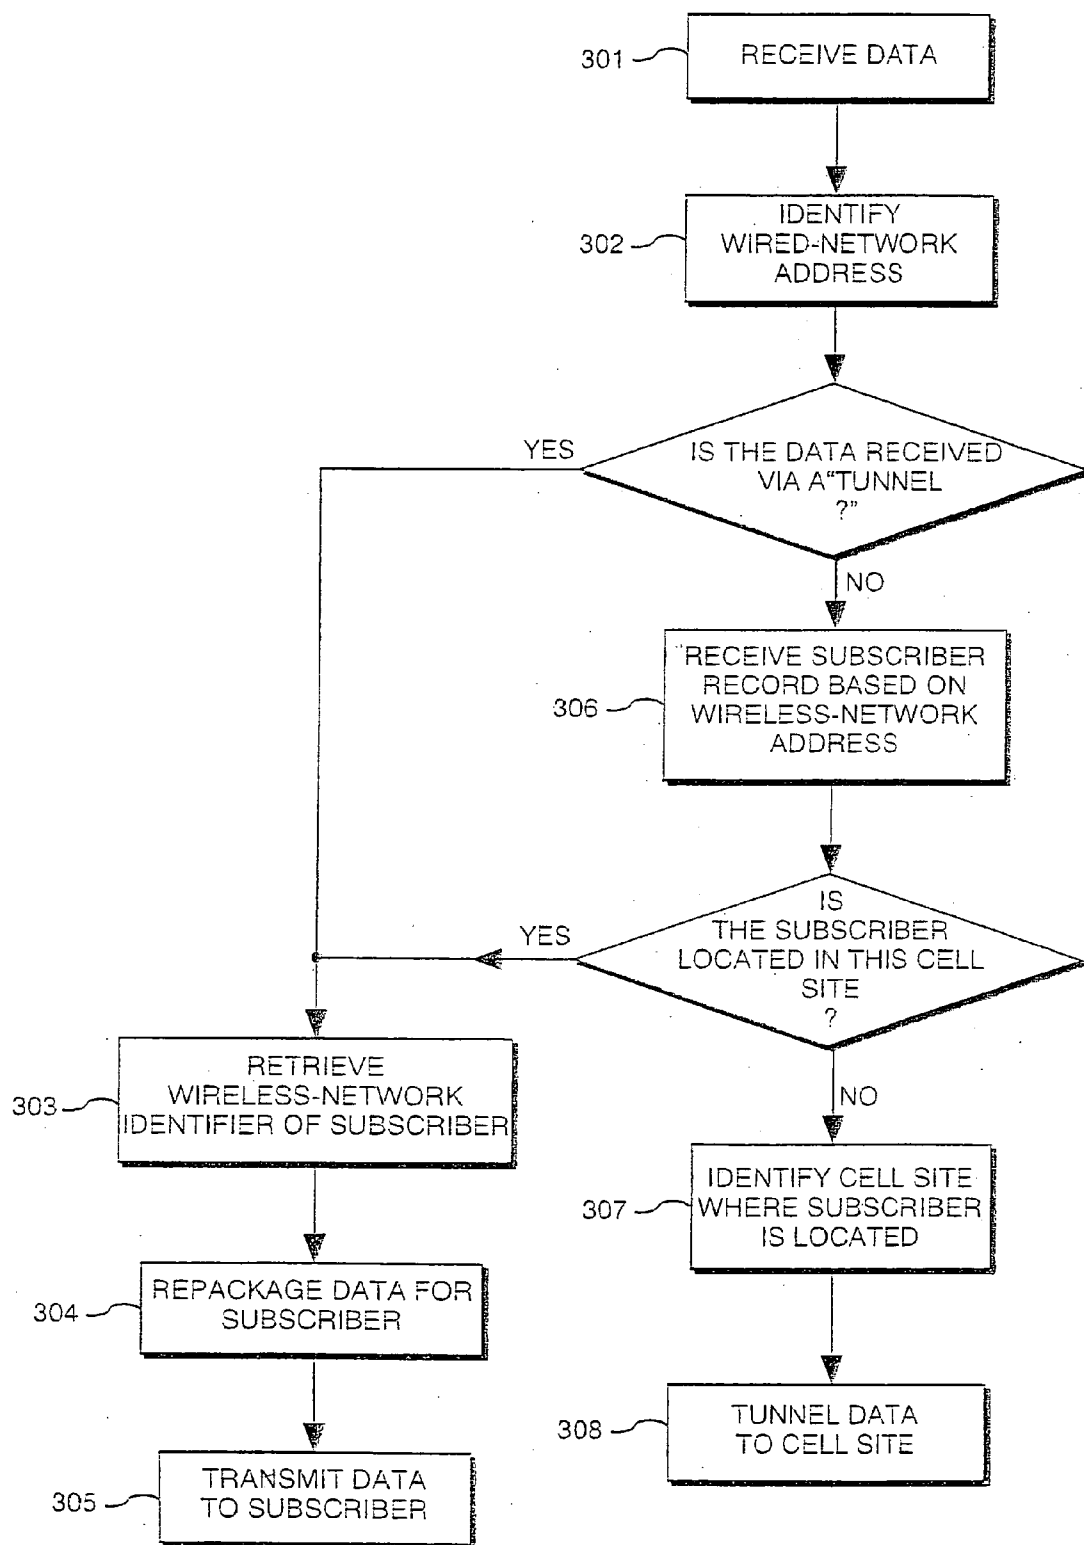 301
RECEIVE DATA
302
IDENTIFY
WIRED-NETWORK
ADDRESS
YES
IS THE DATA RECEIVED
VIA A“TUNNEL
?”
NO
306
RECEIVE SUBSCRIBER
RECORD BASED ON
WIRELESS-NETWORK
ADDRESS
YES
IS
THE SUBSCRIBER
LOCATED IN THIS CELL
SITE
?
NO
303
RETRIEVE
WIRELESS-NETWORK
IDENTIFIER OF SUBSCRIBER
307
IDENTIFY CELL SITE
WHERE SUBSCRIBER
IS LOCATED
304
REPACKAGE DATA FOR
SUBSCRIBER
308
TUNNEL DATA
TO CELL SITE
305
TRANSMIT DATA
TO SUBSCRIBER